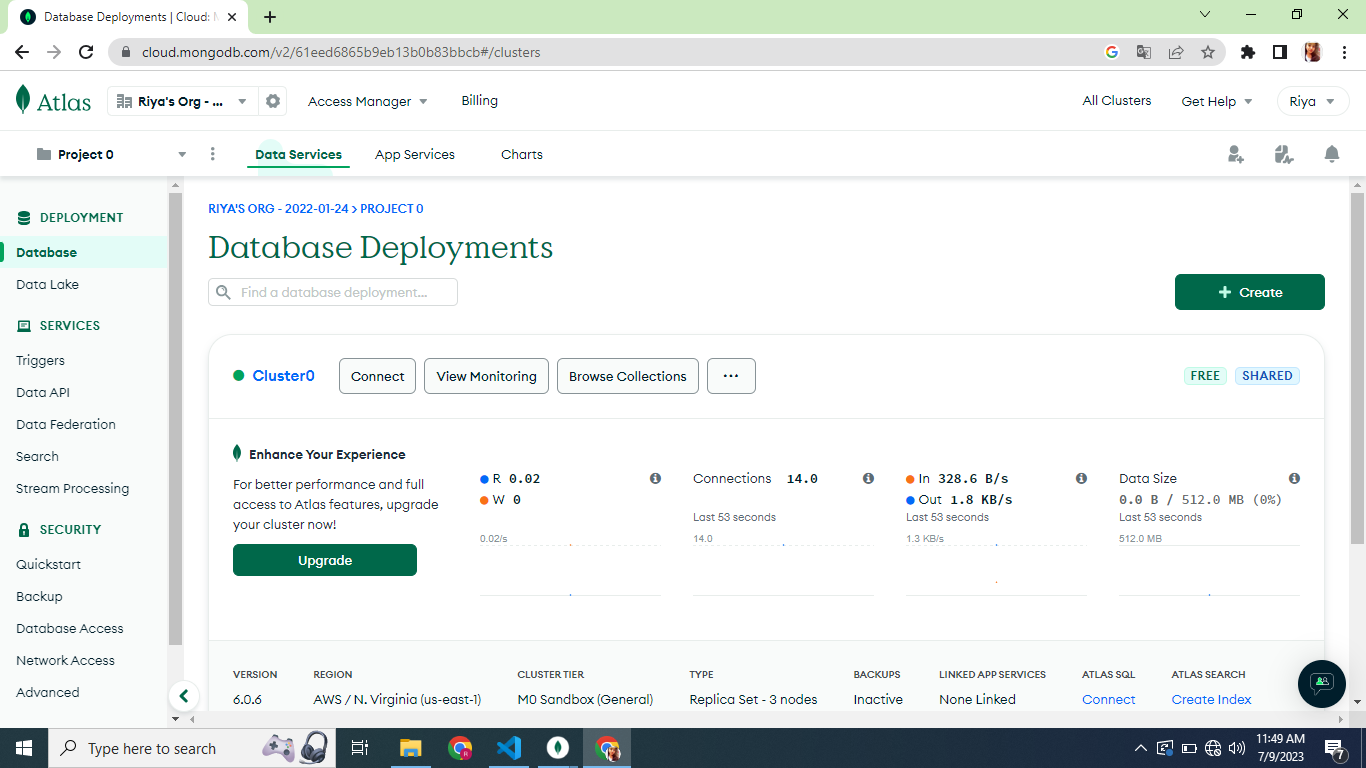 Database Deployments | Cloud: M
cloud.mongodb.com/v2/61eed6865b9eb13b0b83bbcb#/clusters
Atlas
Riya's Org - ...
Access Manager
Billing
All Clusters
Get Help
Riya
Project 0
Data Services
App Services
Charts
DEPLOYMENT
Database
Data Lake
SERVICES
Triggers
Data API
Data Federation
Search
Stream Processing
SECURITY
Quickstart
Backup
Database Access
Network Access
Advanced
RIYA'S ORG - 2022-01-24 > PROJECT 0
Database Deployments
Find a database deployment...
+ Create
Cluster0
Connect
View Monitoring
Browse Collections
...
FREE
SHARED
Enhance Your Experience
For better performance and full
access to Atlas features, upgrade
your cluster now!
Upgrade
R 0.02
W 0
0.02/s
Connections 14.0
Last 53 seconds
14.0
In 328.6 B/s
Out 1.8 KB/s
Last 53 seconds
1.3 KB/s
Data Size
0.0 B / 512.0 MB (0%)
Last 53 seconds
512.0 MB
VERSION REGION CLUSTER TIER TYPE BACKUPS LINKED APP SERVICES ATLAS SQL ATLAS SEARCH
6.0.6 AWS / N. Virginia (us-east-1) M0 Sandbox (General) Replica Set - 3 nodes Inactive None Linked Connect Create Index
Type here to search
11:49 AM
7/9/2023
7